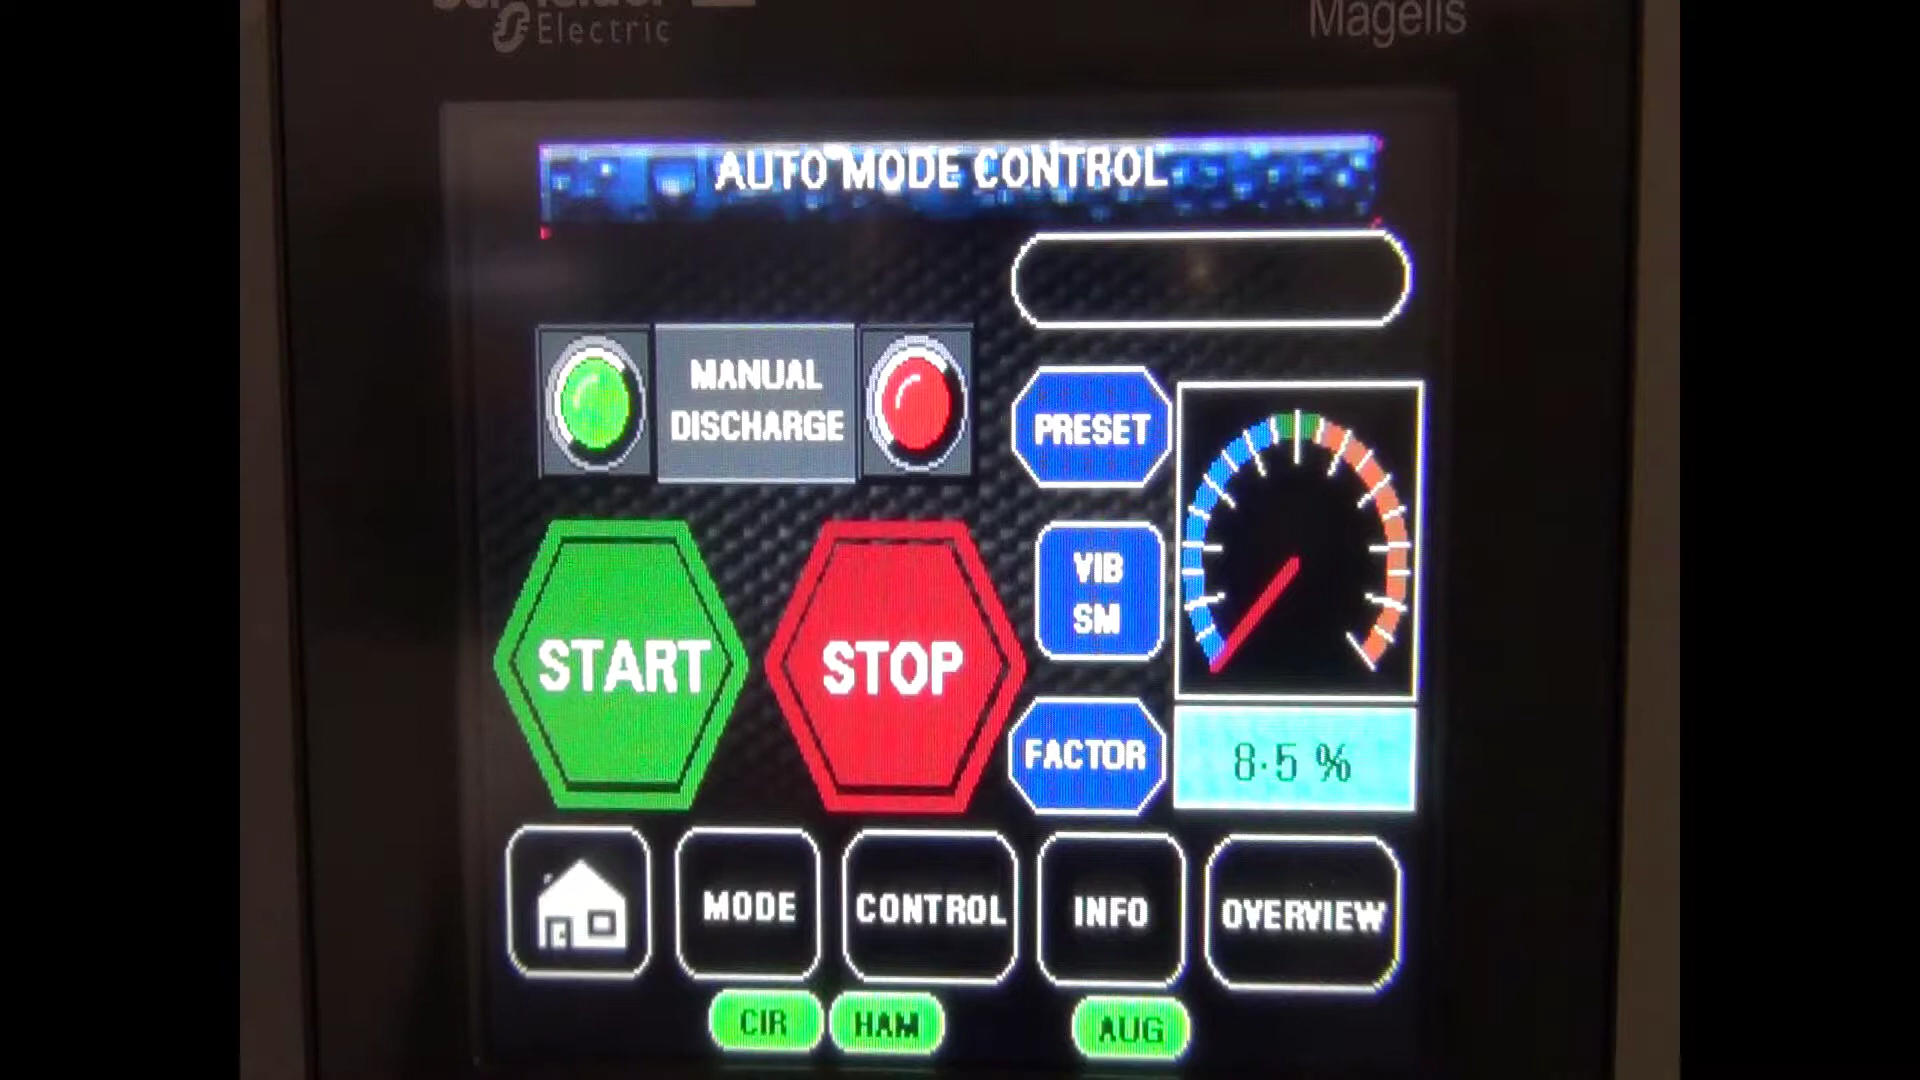 Schneider
Electric
Magelis
AUTO MODE CONTROL
MANUAL
DISCHARGE
PRESET
VIB
SM
START
STOP
FACTOR
8.5 %
MODE
CONTROL
INFO
OVERVIEW
CIR
HAM
AUG